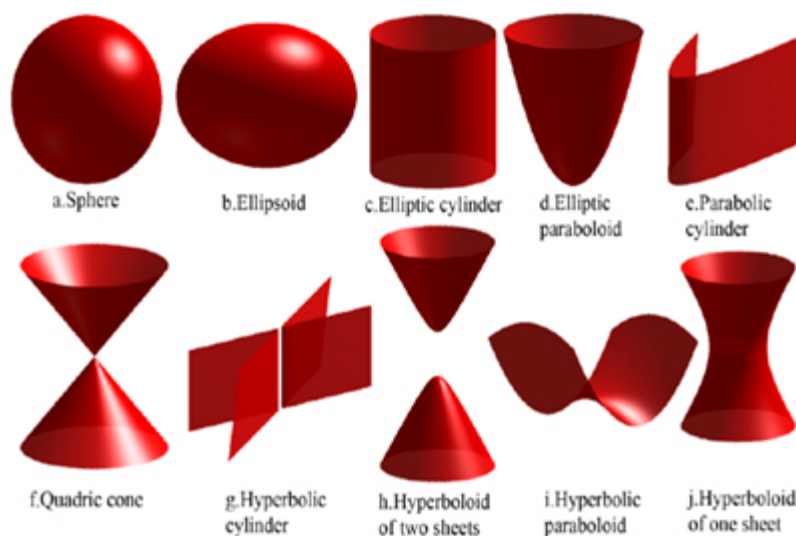 a.Sphere
b.Ellipsoid
c.Elliptic cylinder
d.Elliptic
paraboloid
e.Parabolic
cylinder
f.Quadric cone
g.Hyperbolic
cylinder
h.Hyperboloid
of two sheets
i.Hyperbolic
paraboloid
j.Hyperboloid
of one sheet